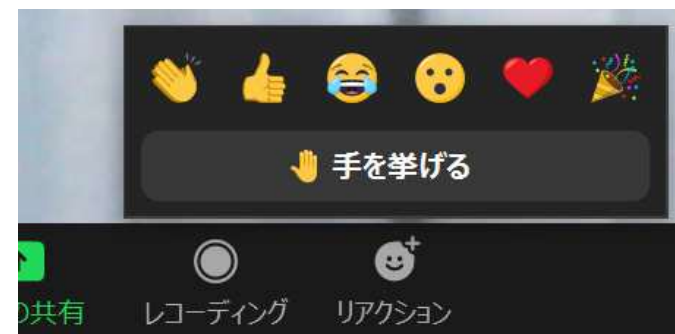 手を挙げる
の共有
レコーディング
リアクション